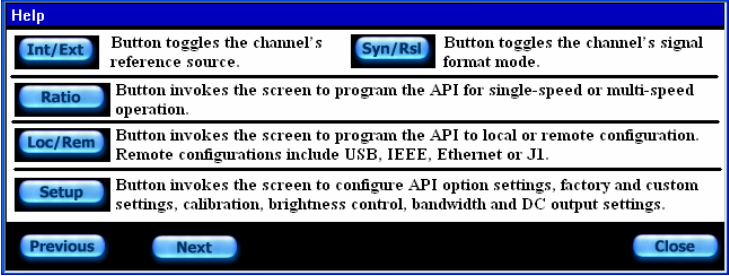 Help
Int/Ext Button toggles the channel's Syn/Rsl Button toggles the channel's signal
reference source. format mode.
Ratio Button invokes the screen to program the API for single-speed or multi-speed
operation.
Loc/Rem Button invokes the screen to program the API to local or remote configuration.
Remote configurations include USB, IEEE, Ethernet or J1.
Setup Button invokes the screen to configure API option settings, factory and custom
settings, calibration, brightness control, bandwidth and DC output settings.
Previous Next Close